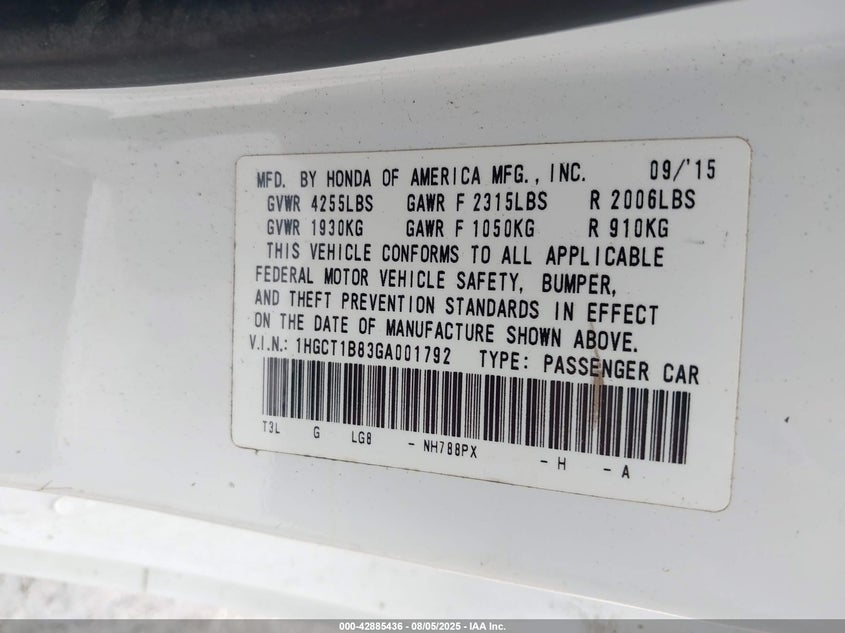 MFD. BY HONDA OF AMERICA MFG., INC. 09/'15
GVWR 4255LBS GAWR F 2315LBS R 2006LBS
GVWR 1930KG GAWR F 1050KG R 910KG
THIS VEHICLE CONFORMS TO ALL APPLICABLE
FEDERAL MOTOR VEHICLE SAFETY, BUMPER,
AND THEFT PREVENTION STANDARDS IN EFFECT
ON THE DATE OF MANUFACTURE SHOWN ABOVE.
V.I.N.: 1HGCT1B83GA001792 TYPE: PASSENGER CAR
T3L G LG8 - NH788PX - H - A
000-42885436 - 08/05/2025 - IAA Inc.